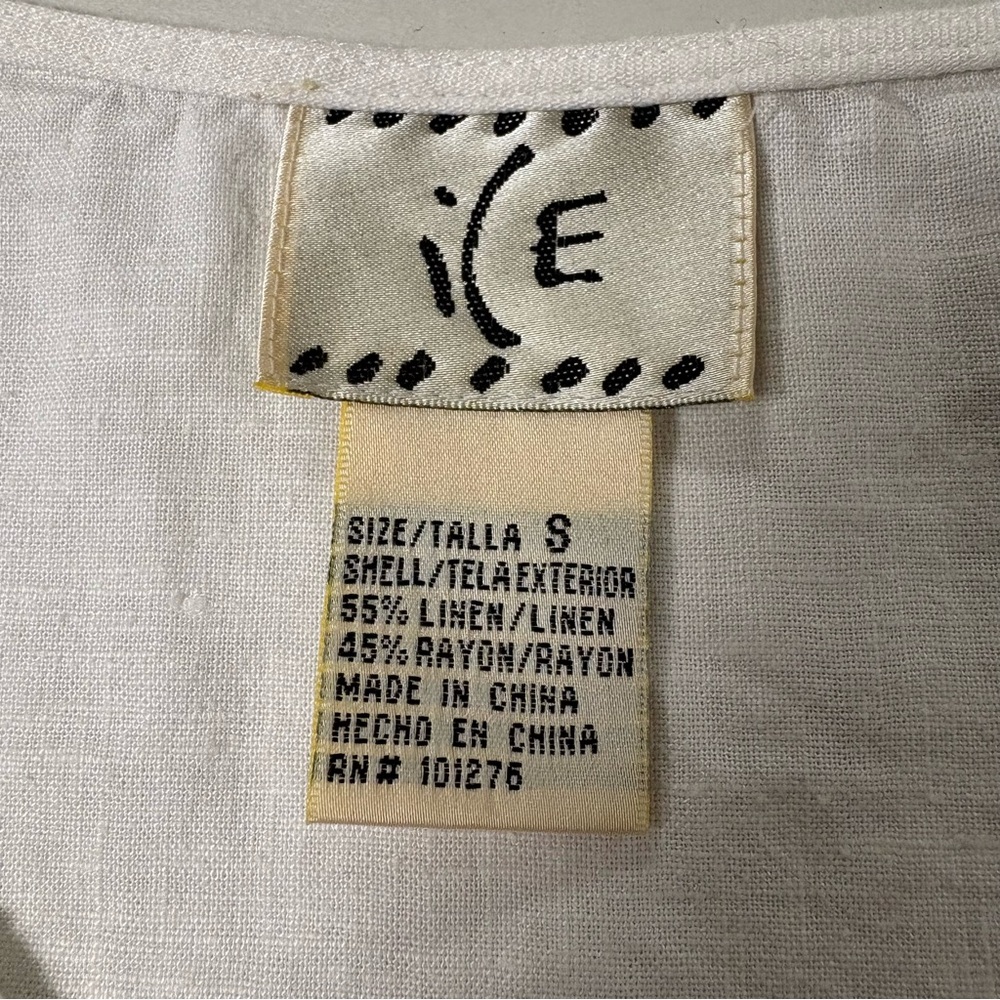 iCE
SIZE/TALLA S
SHELL/TELA EXTERIOR
55% LINEN/LINEN
45% RAYON/RAYON
MADE IN CHINA
HECHO EN CHINA
RN# 101276